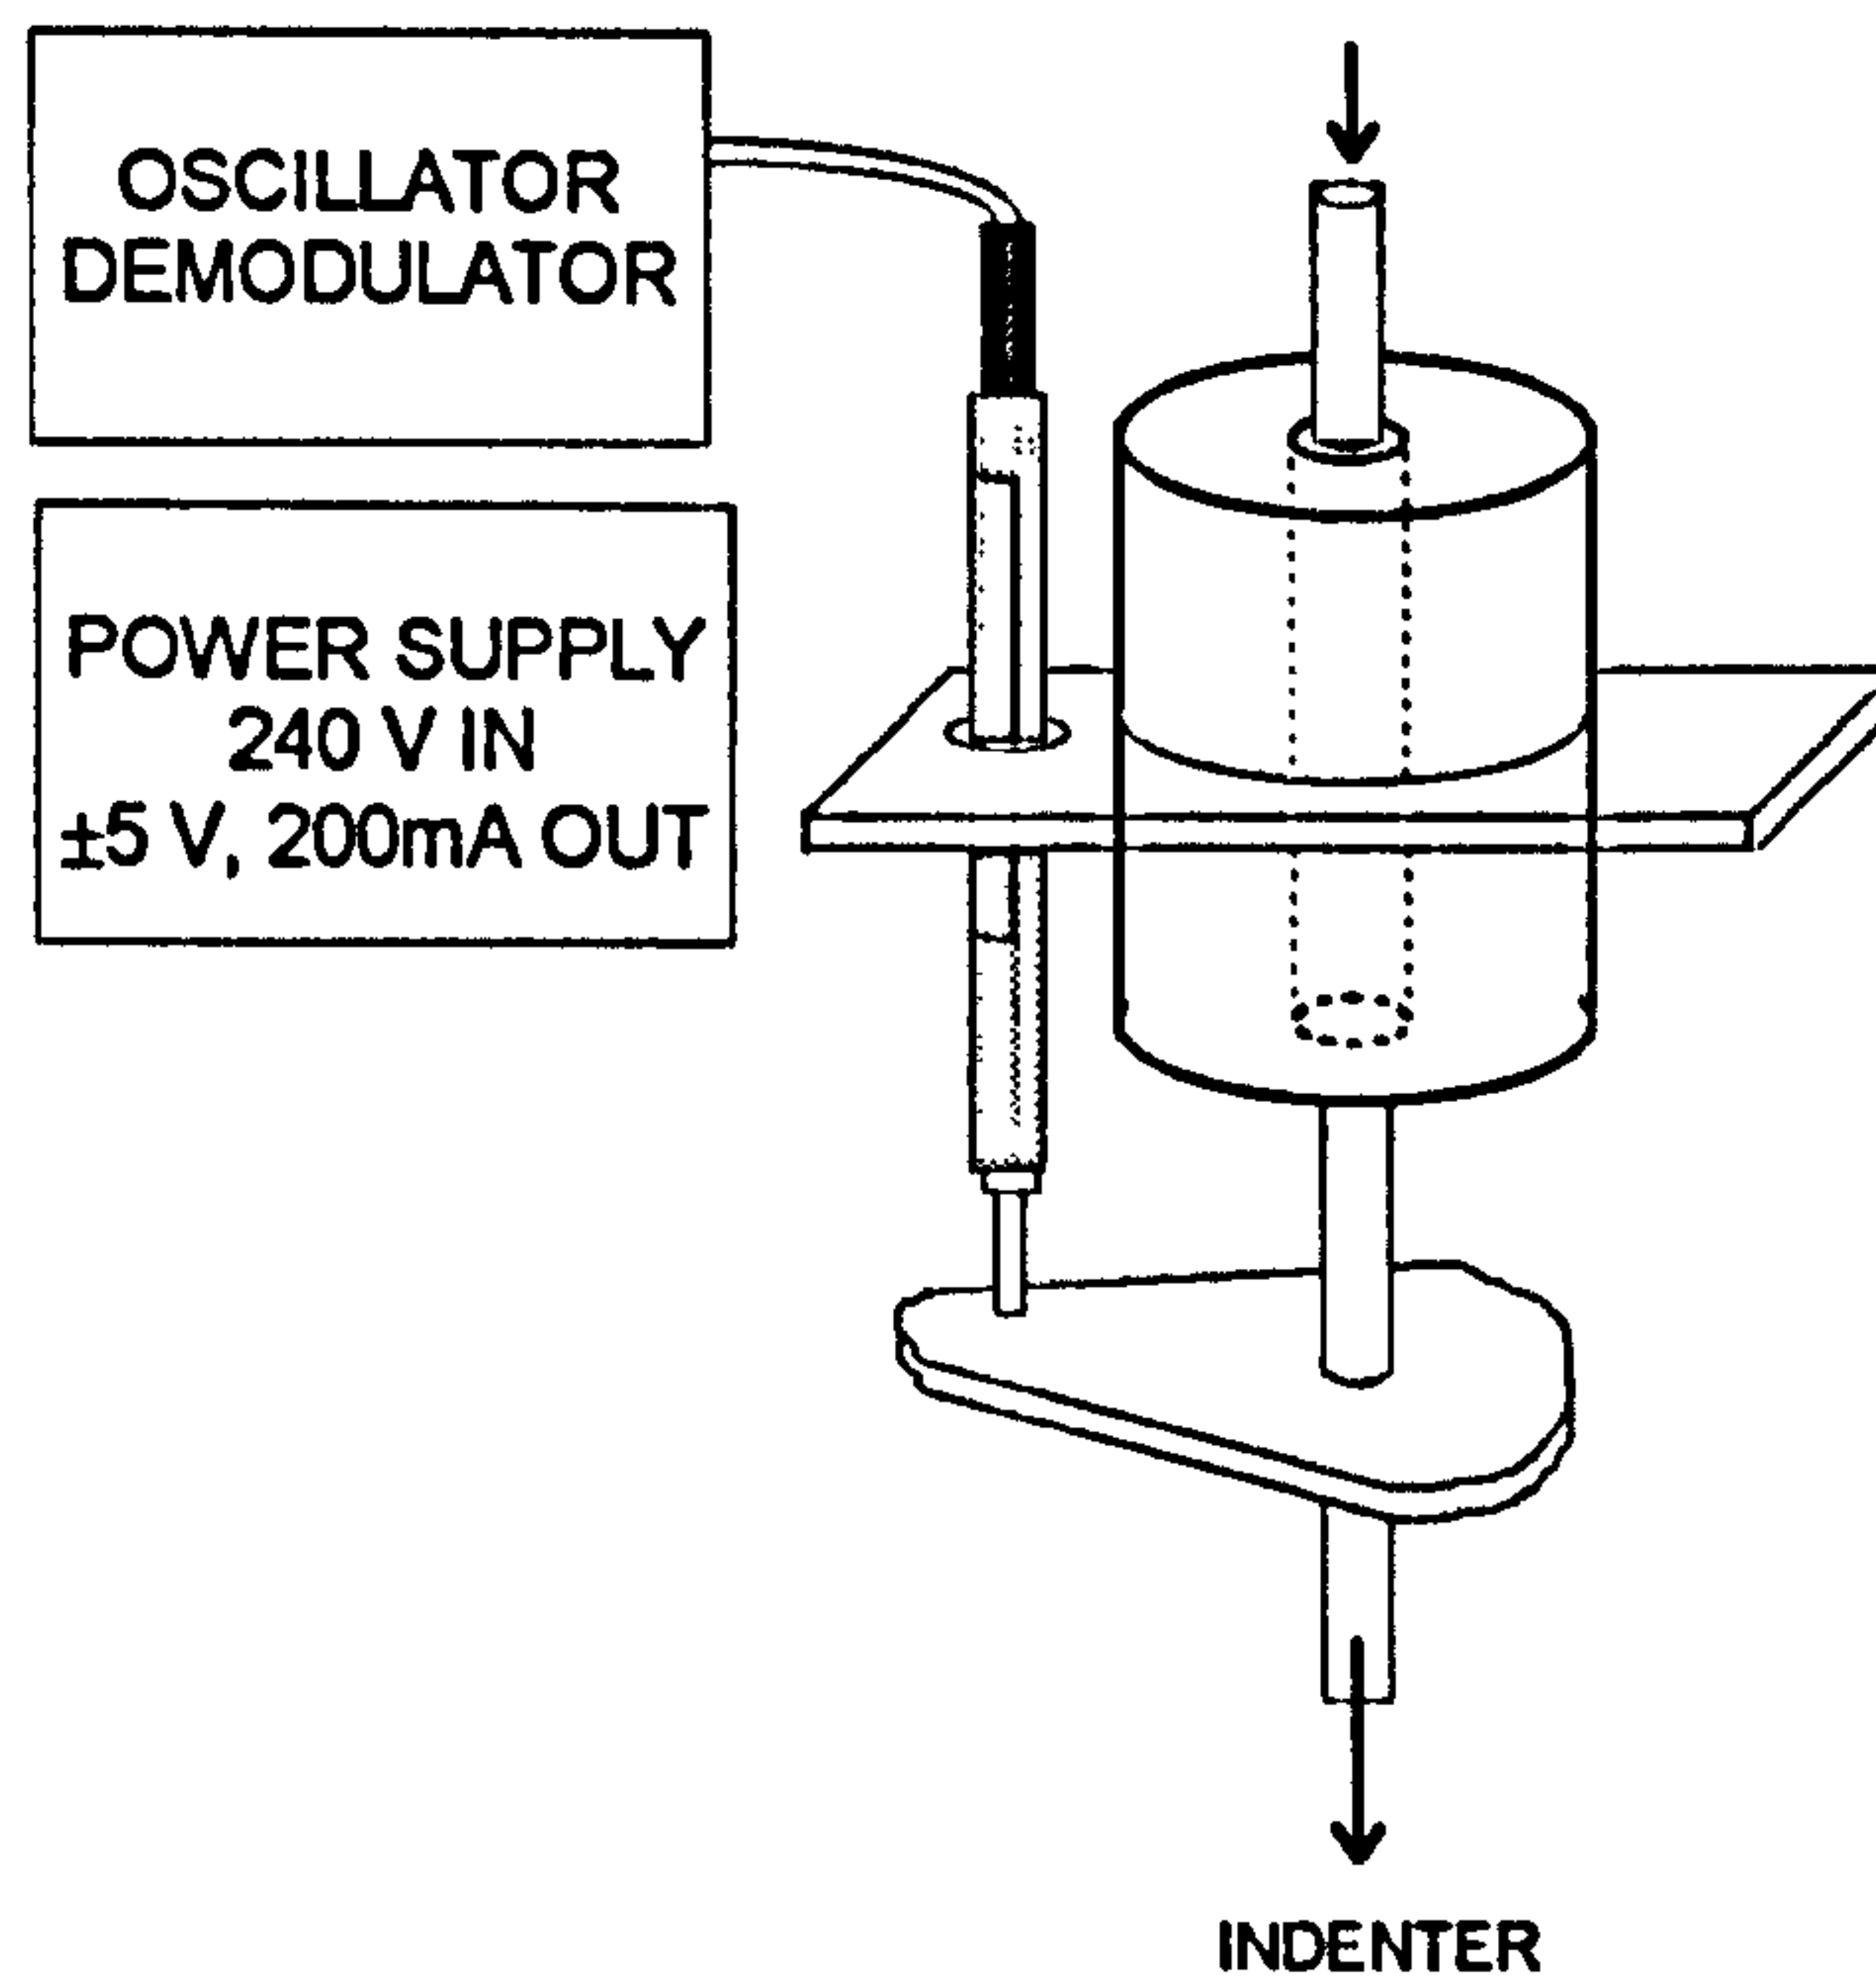 OSCILLATOR
DEMODULATOR
POWER SUPPLY
240 V IN
±5 V, 200mA OUT
INDENTER